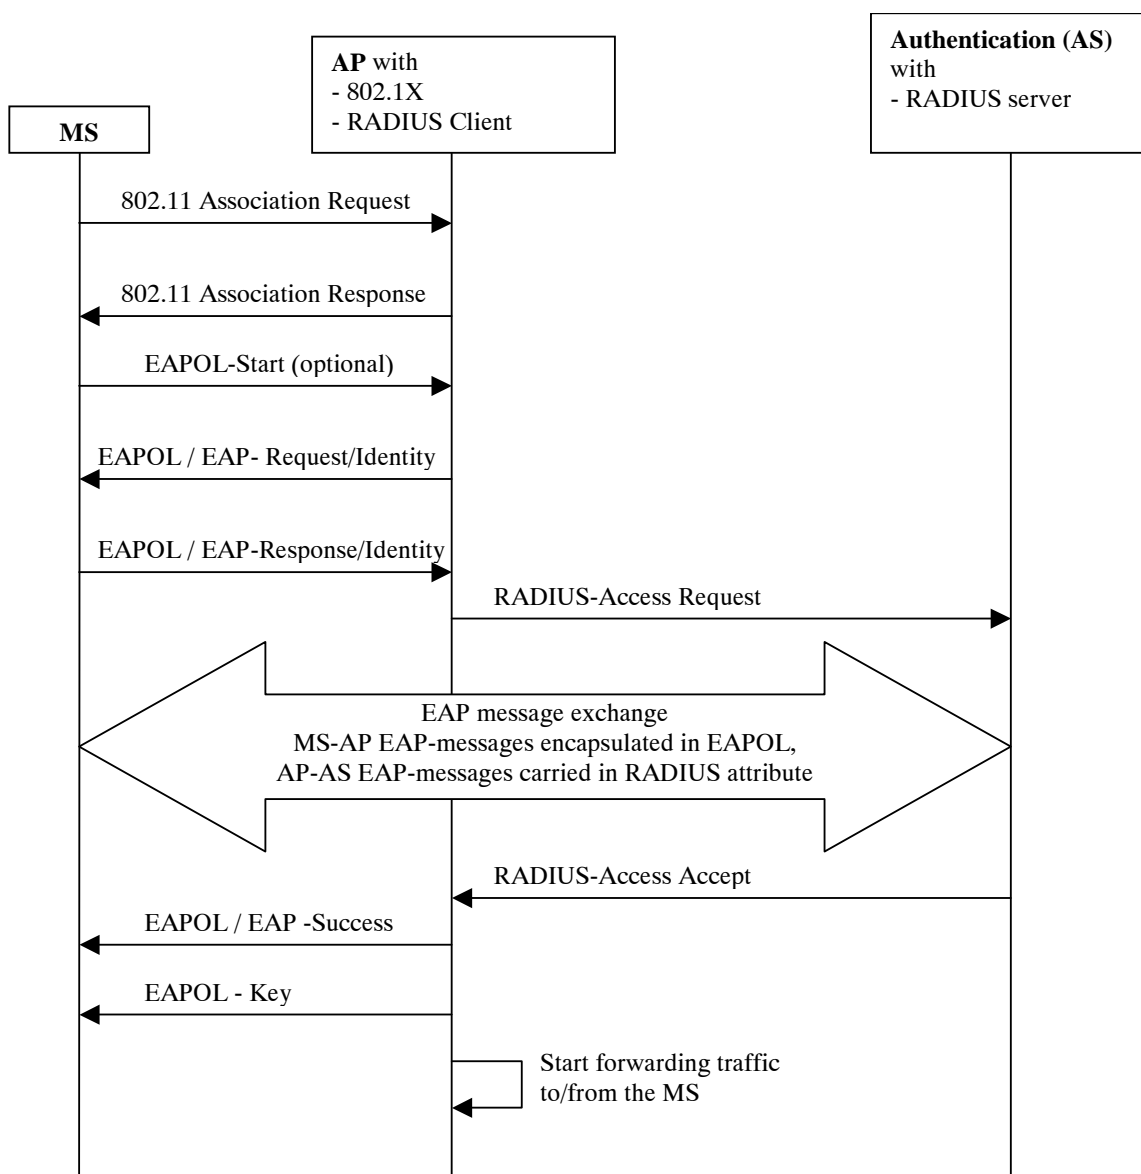 MS
AP with
- 802.1X
- RADIUS Client
Authentication (AS)
with
- RADIUS server
802.11 Association Request
802.11 Association Response
EAPOL-Start (optional)
EAPOL / EAP- Request/Identity
EAPOL / EAP-Response/Identity
RADIUS-Access Request
EAP message exchange
MS-AP EAP-messages encapsulated in EAPOL,
AP-AS EAP-messages carried in RADIUS attribute
RADIUS-Access Accept
EAPOL / EAP -Success
EAPOL - Key
Start forwarding traffic
to/from the MS